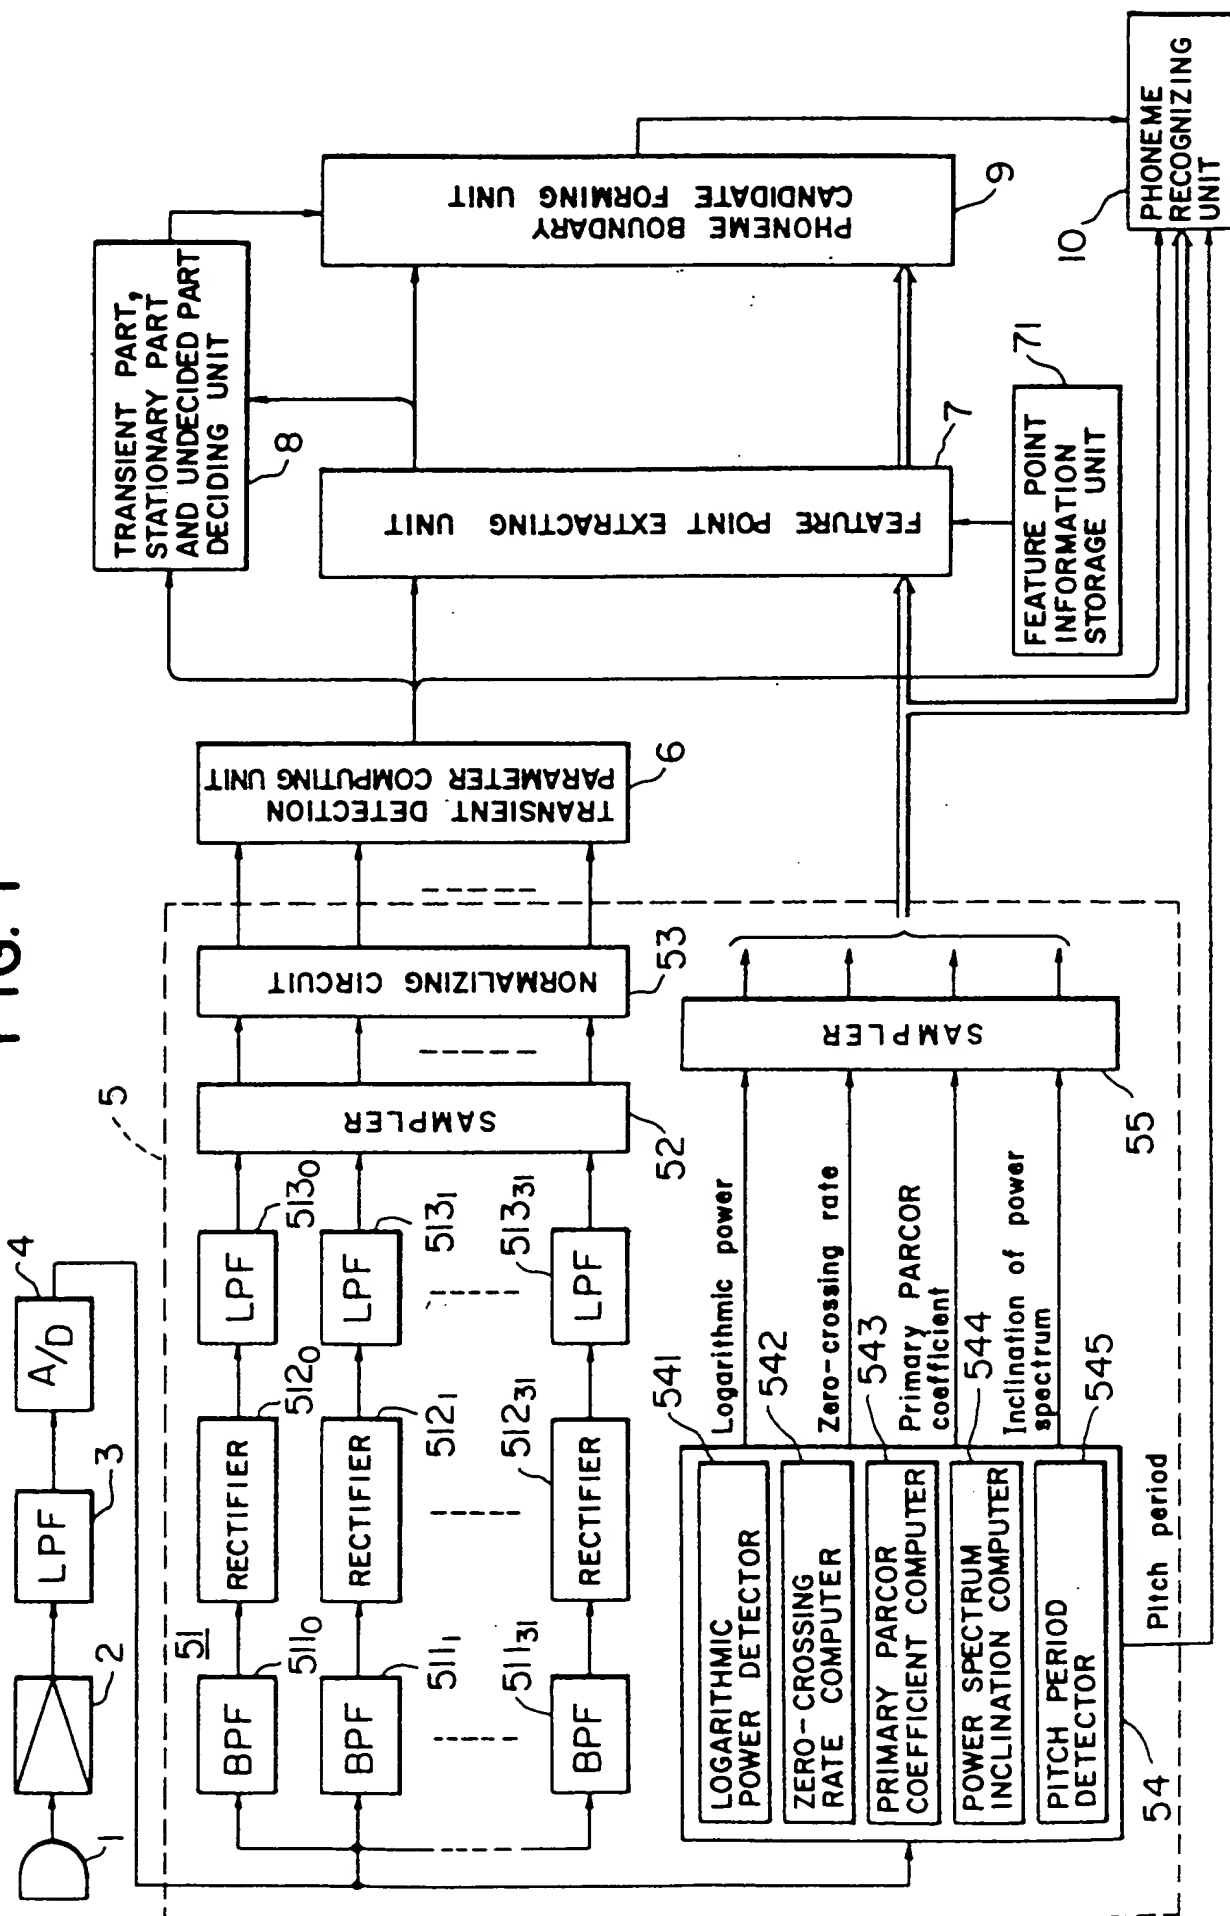 FIG. 1
1
2
LPF
3
A/D
4
5
51
BPF
511₀
RECTIFIER
512₀
LPF
513₀
BPF
511₁
RECTIFIER
512₁
LPF
513₁
BPF
511₃₁
RECTIFIER
512₃₁
LPF
513₃₁
SAMPLER
52
NORMALIZING CIRCUIT
53
TRANSIENT DETECTION
PARAMETER COMPUTING UNIT
6
TRANSIENT PART,
STATIONARY PART
AND UNDECIDED PART
DECIDING UNIT
8
FEATURE POINT EXTRACTING UNIT
7
PHONEME BOUNDARY
CANDIDATE FORMING UNIT
9
FEATURE POINT
INFORMATION
STORAGE UNIT
71
PHONEME
RECOGNIZING
UNIT
10
LOGARITHMIC
POWER DETECTOR
541
Logarithmic power
ZERO-CROSSING
RATE COMPUTER
542
Zero-crossing rate
PRIMARY PARCOR
COEFFICIENT COMPUTER
543
Primary PARCOR
coefficient
POWER SPECTRUM
INCLINATION COMPUTER
544
Inclination of power
spectrum
PITCH PERIOD
DETECTOR
545
Pitch period
54
SAMPLER
55